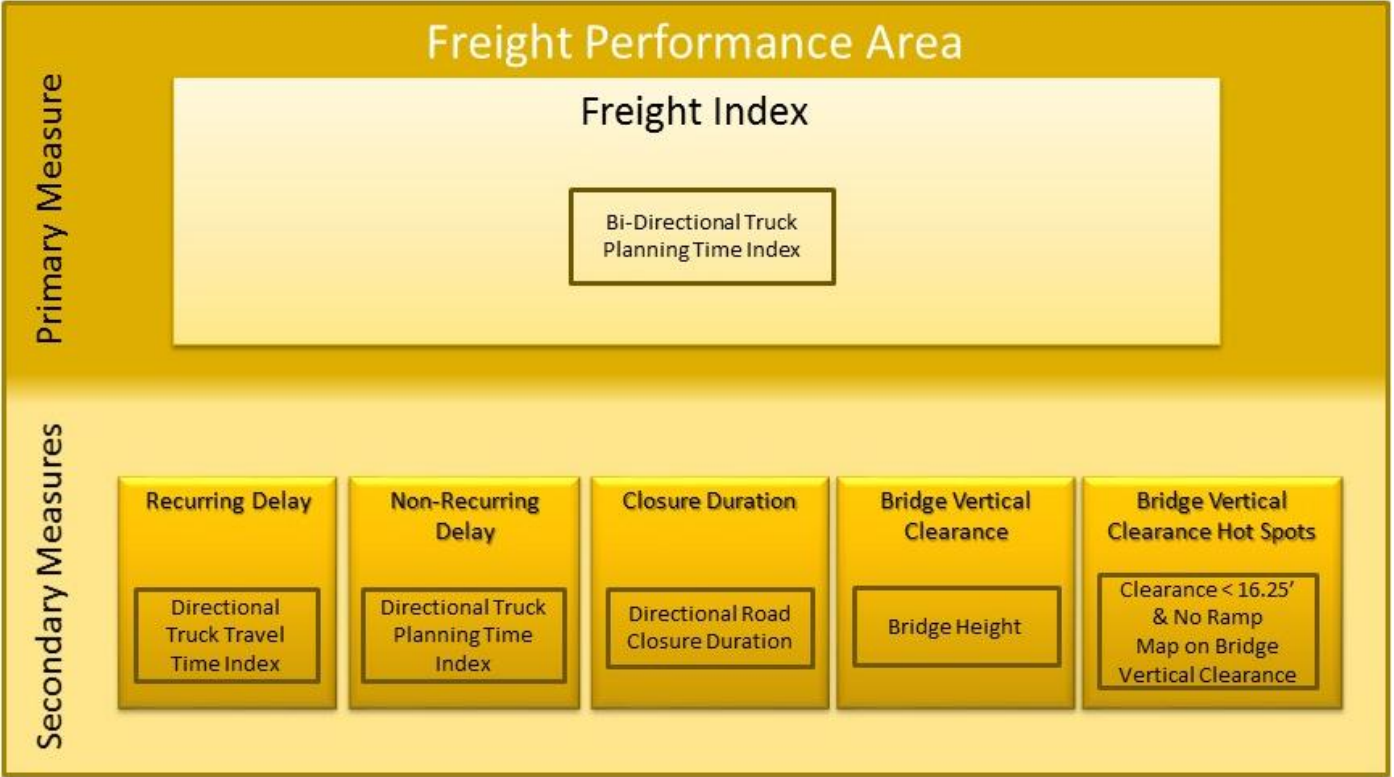 Freight Performance Area
Primary Measure
Freight Index
Bi-Directional Truck
Planning Time Index
Secondary Measures
Recurring Delay
Directional
Truck Travel
Time Index
Non-Recurring
Delay
Directional Truck
Planning Time
Index
Closure Duration
Directional Road
Closure Duration
Bridge Vertical
Clearance
Bridge Height
Bridge Vertical
Clearance Hot Spots
Clearance < 16.25′
& No Ramp
Map on Bridge
Vertical Clearance